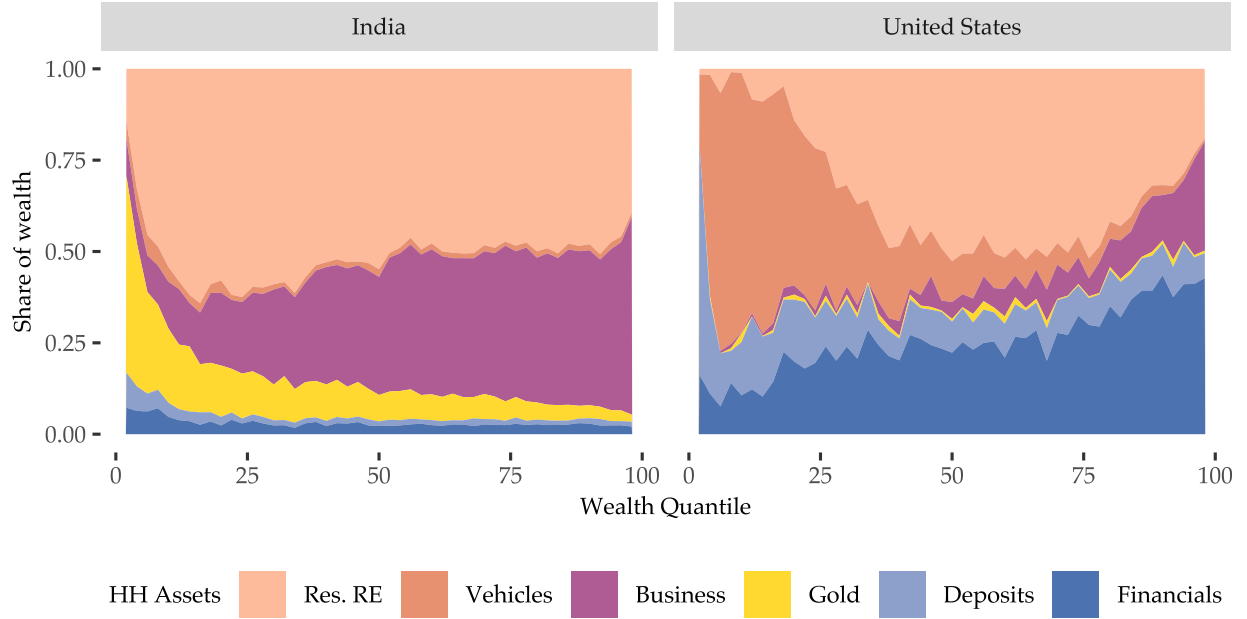 India
United States
Share of wealth
1.00
0.75
0.50
0.25
0.00
0 25 50 75 100
0 25 50 75 100
Wealth Quantile
HH Assets Res. RE Vehicles Business Gold Deposits Financials